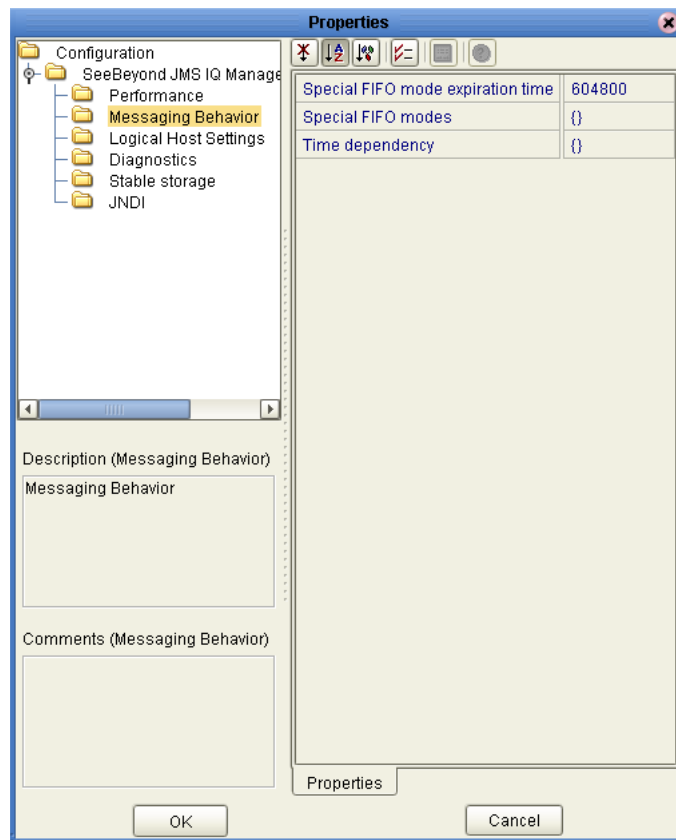 Properties
Configuration
SeeBeyond JMS IQ Manage
Performance
Messaging Behavior
Logical Host Settings
Diagnostics
Stable storage
JNDI
Special FIFO mode expiration time 604800
Special FIFO modes {}
Time dependency {}
Description (Messaging Behavior)
Messaging Behavior
Comments (Messaging Behavior)
Properties
OK
Cancel